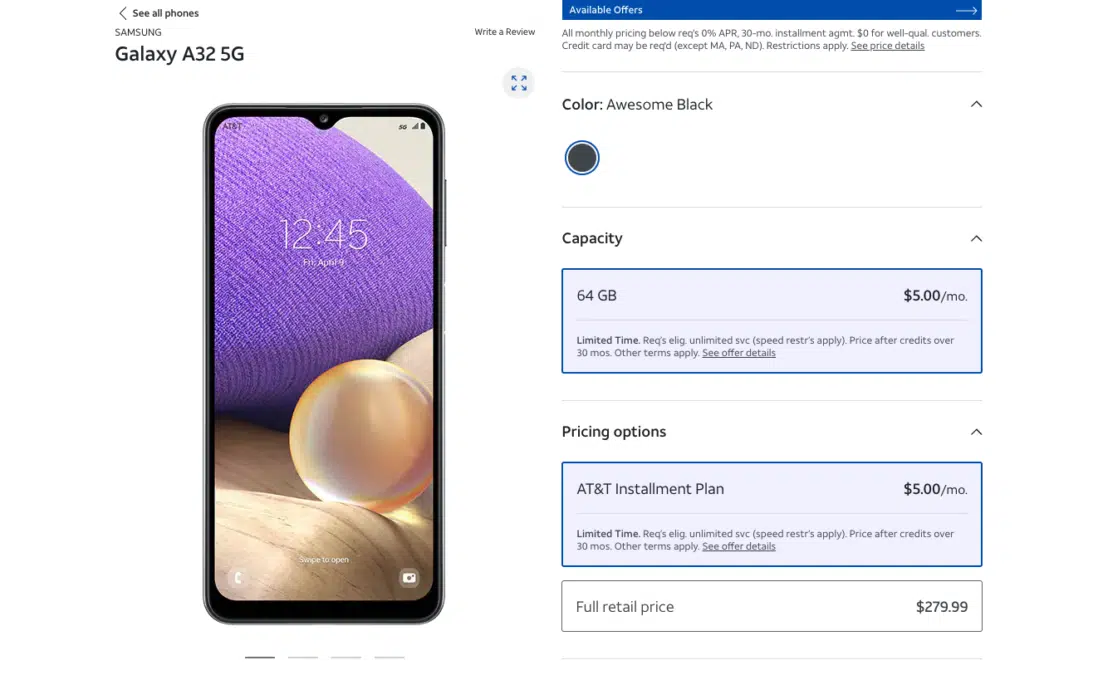 See all phones
SAMSUNG
Write a Review
Galaxy A32 5G
AT&T
5G
12:45
Fri, April 9
Swipe to open
Available Offers
All monthly pricing below req's 0% APR, 30-mo. installment agmt. $0 for well-qual. customers.
Credit card may be req'd (except MA, PA, ND). Restrictions apply. See price details
Color: Awesome Black
Capacity
64 GB $5.00/mo.
Limited Time. Req's elig. unlimited svc (speed restr's apply). Price after credits over
30 mos. Other terms apply. See offer details
Pricing options
AT&T Installment Plan $5.00/mo.
Limited Time. Req's elig. unlimited svc (speed restr's apply). Price after credits over
30 mos. Other terms apply. See offer details
Full retail price $279.99